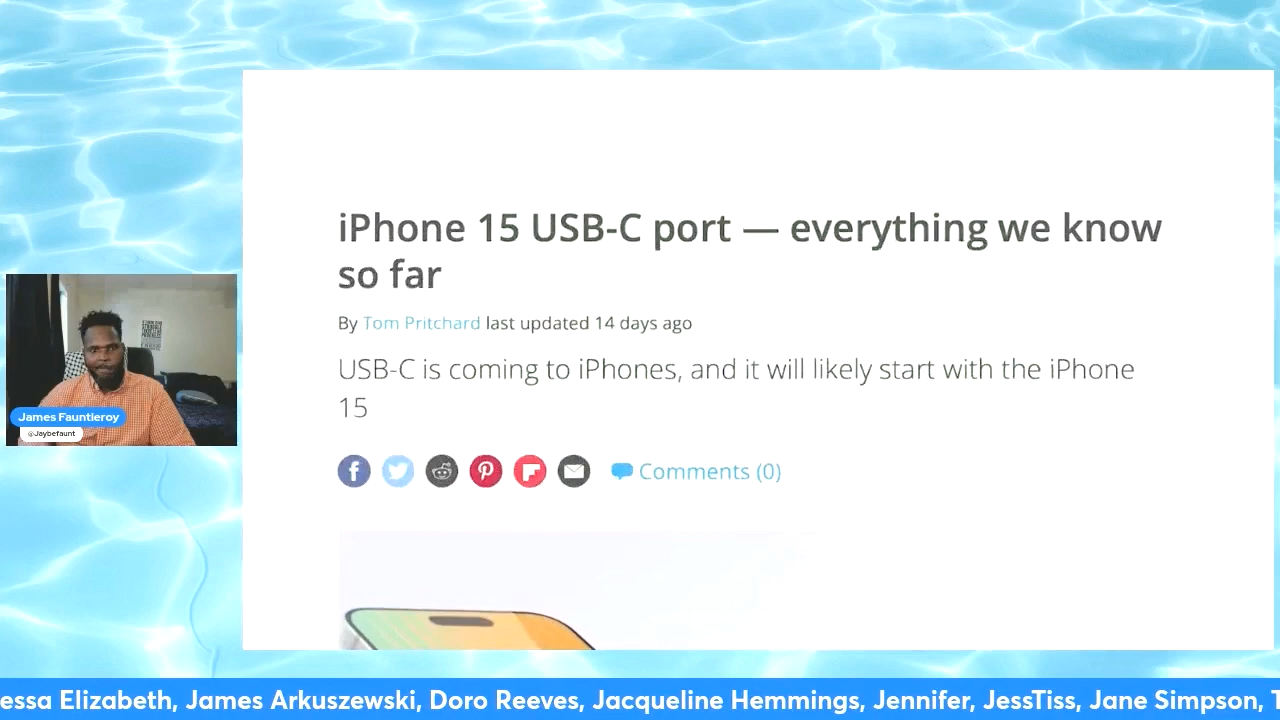 iPhone 15 USB-C port — everything we know
so far
By Tom Pritchard last updated 14 days ago
USB-C is coming to iPhones, and it will likely start with the iPhone
15
Comments (0)
James Fauntleroy
@Jaybefaunt
essa Elizabeth, James Arkuszewski, Doro Reeves, Jacqueline Hemmings, Jennifer, JessTiss, Jane Simpson,